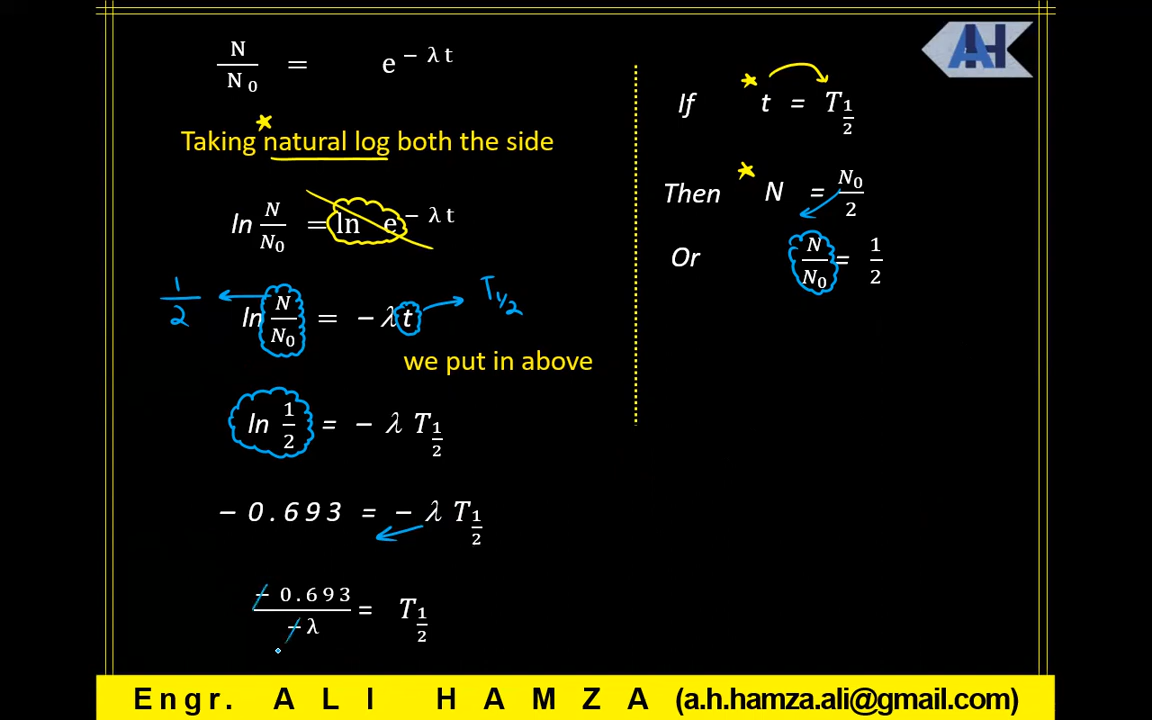 N/N₀ = e^(− λ t)
Taking natural log both the side
ln N/N₀ = ln e^(− λ t)
ln N/N₀ = − λt
1/2
T₁/₂
we put in above
ln 1/2 = − λ T₁/₂
− 0.693 = − λ T₁/₂
− 0.693/− λ = T₁/₂
If t = T₁/₂
Then N = N₀/2
Or N/N₀ = 1/2
AH
Engr. ALI HAMZA (a.h.hamza.ali@gmail.com)